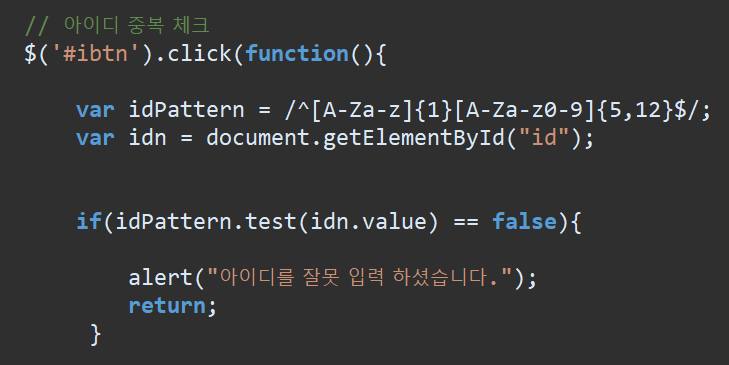 // 아이디 중복 체크
$('#ibtn').click(function(){
var idPattern = /^[A-Za-z]{1}[A-Za-z0-9]{5,12}$/;
var idn = document.getElementById("id");
if(idPattern.test(idn.value) == false){
alert("아이디를 잘못 입력 하셨습니다.");
return;
}